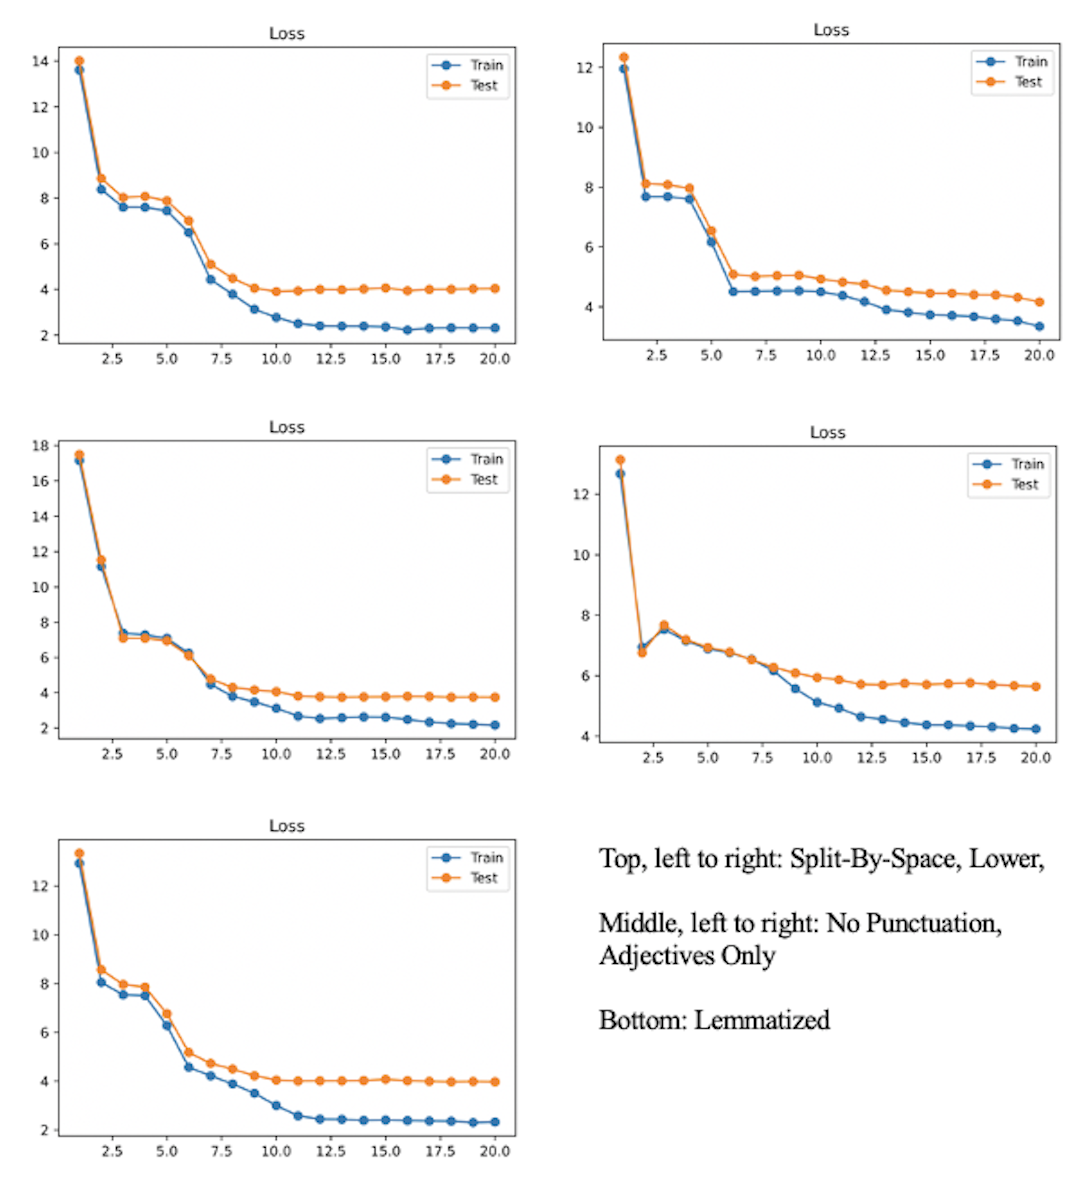 Loss
Train
Test
14
12
10
8
6
4
2
2.5 5.0 7.5 10.0 12.5 15.0 17.5 20.0
Loss
Train
Test
12
10
8
6
4
2.5 5.0 7.5 10.0 12.5 15.0 17.5 20.0
Loss
Train
Test
18
16
14
12
10
8
6
4
2
2.5 5.0 7.5 10.0 12.5 15.0 17.5 20.0
Loss
Train
Test
12
10
8
6
4
2.5 5.0 7.5 10.0 12.5 15.0 17.5 20.0
Loss
Train
Test
12
10
8
6
4
2
2.5 5.0 7.5 10.0 12.5 15.0 17.5 20.0
Top, left to right: Split-By-Space, Lower,
Middle, left to right: No Punctuation,
Adjectives Only
Bottom: Lemmatized